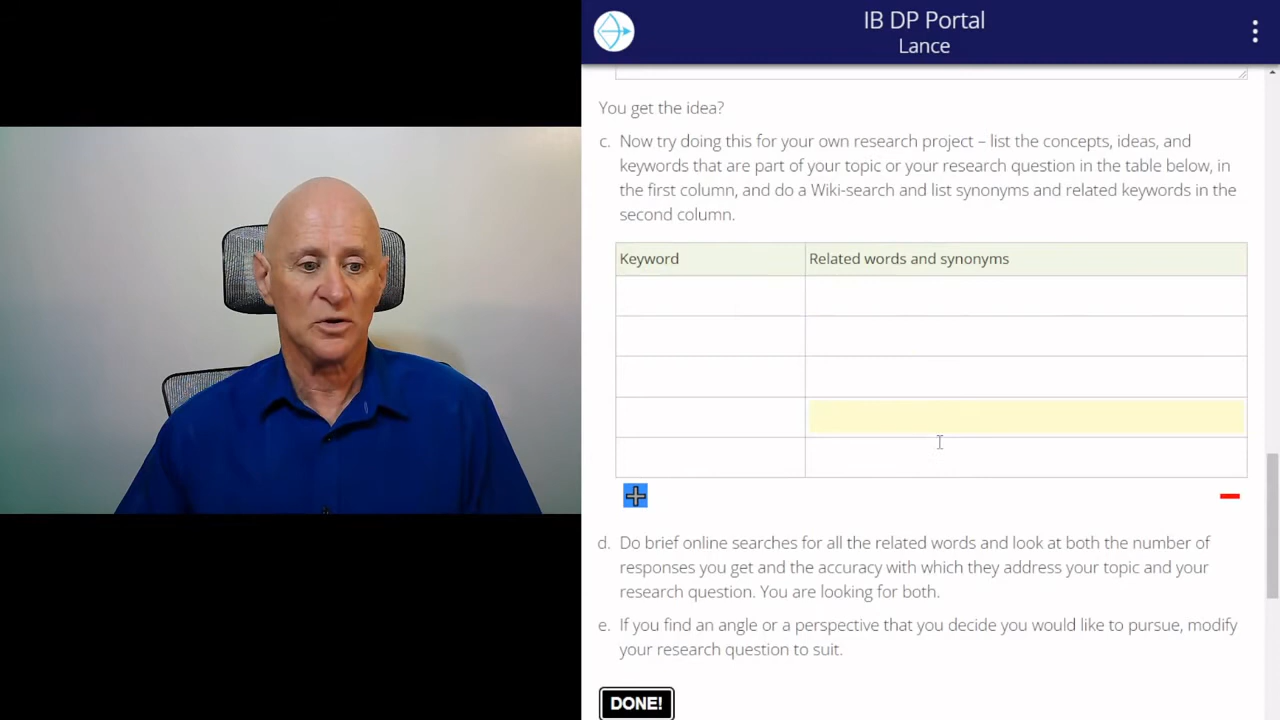 IB DP Portal
Lance
You get the idea?
c. Now try doing this for your own research project – list the concepts, ideas, and
keywords that are part of your topic or your research question in the table below, in
the first column, and do a Wiki-search and list synonyms and related keywords in the
second column.
Keyword Related words and synonyms
d. Do brief online searches for all the related words and look at both the number of
responses you get and the accuracy with which they address your topic and your
research question. You are looking for both.
e. If you find an angle or a perspective that you decide you would like to pursue, modify
your research question to suit.
DONE!